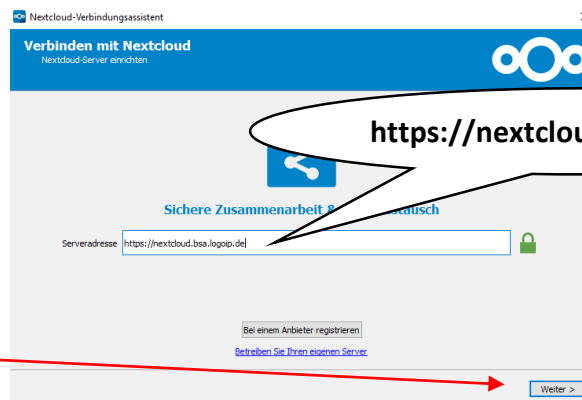 Nextcloud-Verbindungsassistent
Verbinden mit Nextcloud
Nextcloud-Server einrichten
https://nextclou
Sichere Zusammenarbeit &
Serveradresse https://nextcloud.bsa.logoip.de
Bei einem Anbieter registrieren
Betreiben Sie Ihren eigenen Server
Weiter >